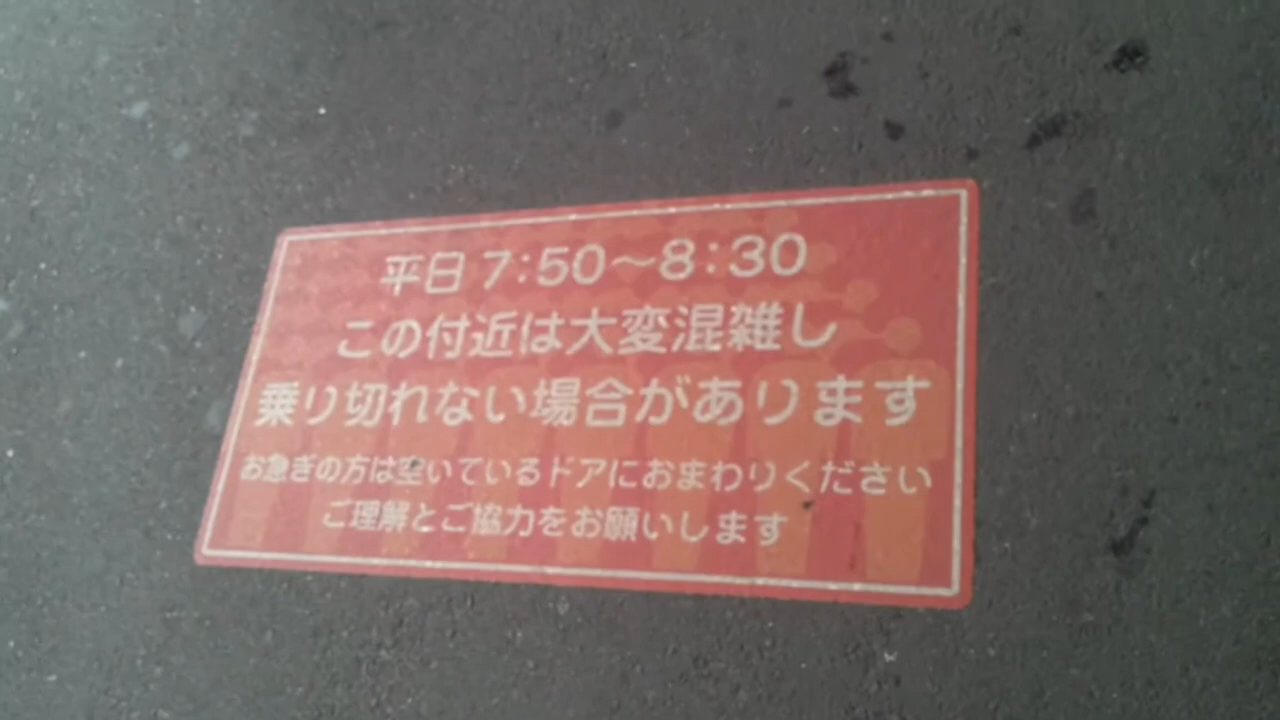 平日 7:50〜8:30
この付近は大変混雑し
乗り切れない場合があります
お急ぎの方は空いているドアにおまわりください
ご理解とご協力をお願いします